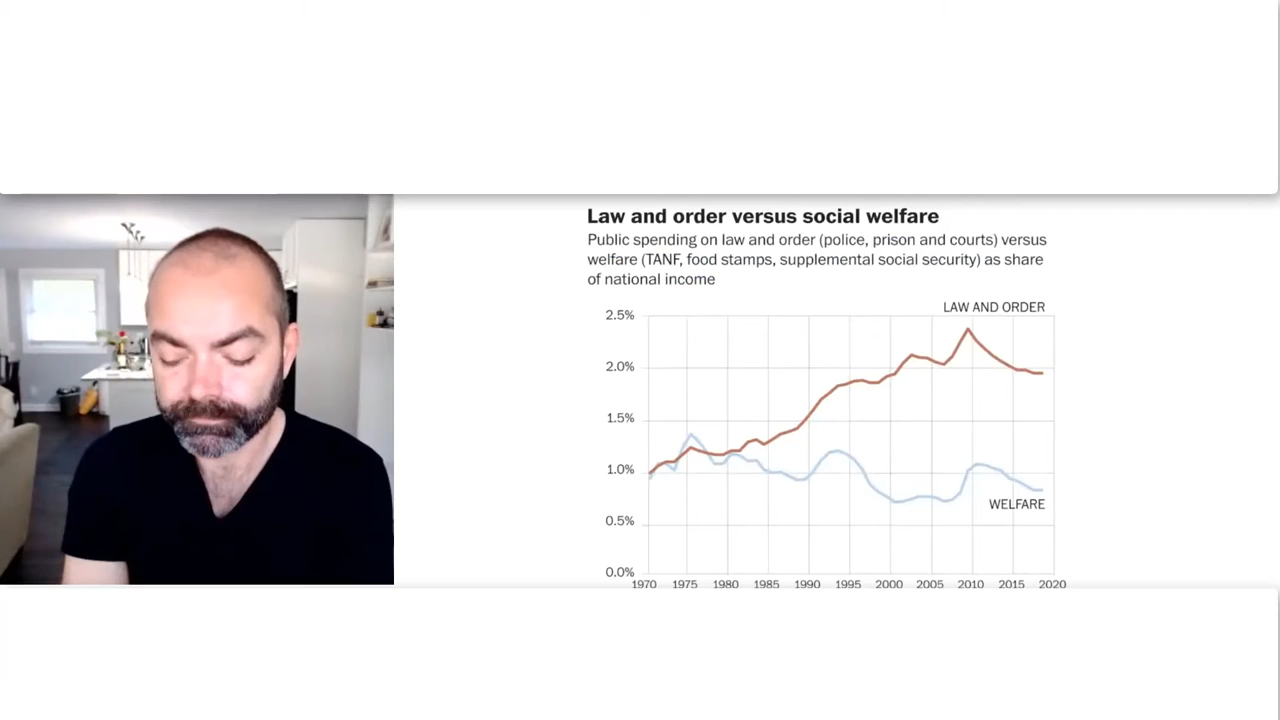 Law and order versus social welfare
Public spending on law and order (police, prison and courts) versus
welfare (TANF, food stamps, supplemental social security) as share
of national income
LAW AND ORDER
2.5%
2.0%
1.5%
1.0%
WELFARE
0.5%
0.0%
1970 1975 1980 1985 1990 1995 2000 2005 2010 2015 2020